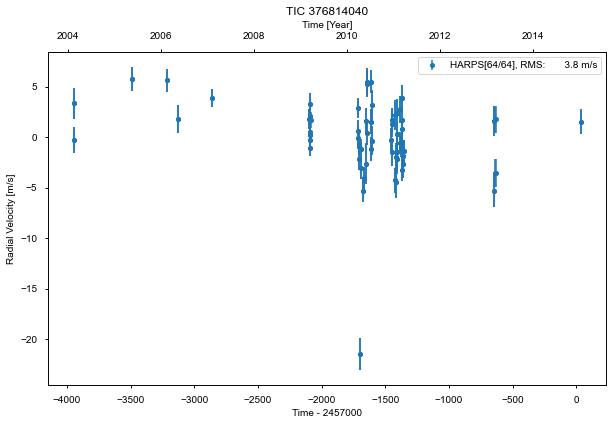 TIC 376814040
Time [Year]
2004 2006 2008 2010 2012 2014
HARPS[64/64], RMS: 3.8 m/s
5
0
−5
−10
−15
−20
Radial Velocity [m/s]
−4000 −3500 −3000 −2500 −2000 −1500 −1000 −500 0
Time - 2457000